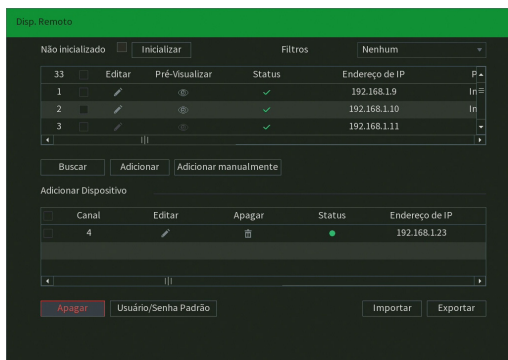 Disp. Remoto
Não inicializado Inicializar Filtros Nenhum
33 Editar Pré-Visualizar Status Endereço de IP P
1 192.168.1.9 In
2 192.168.1.10 In
3 192.168.1.11
Buscar Adicionar Adicionar manualmente
Adicionar Dispositivo
Canal Editar Apagar Status Endereço de IP
4 192.168.1.23
Apagar Usuário/Senha Padrão Importar Exportar